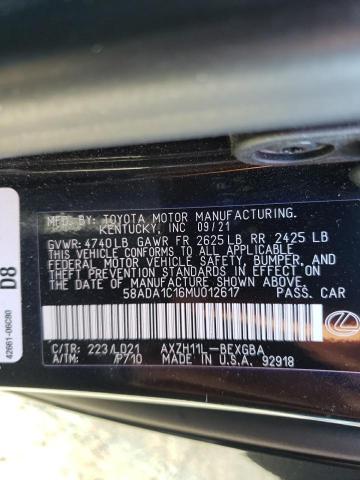 MFD. BY: TOYOTA MOTOR MANUFACTURING.
KENTUCKY, INC 09/21
GVWR: 4740LB GAWR FR 2625LB RR 2425 LB
THIS VEHICLE CONFORMS TO ALL APPLICABLE
FEDERAL MOTOR VEHICLE SAFETY, BUMPER, AND
THEFT PREVENTION STANDARDS IN EFFECT ON
THE DATE OF MANUFACTURE SHOWN ABOVE.
58ADA1C16MU012617 PASS. CAR
C/TR: 223/LD21 AXZH11L-BEXGBA
A/TM: /P710 MADE IN U.S.A. 92918
D8
42661-06C80